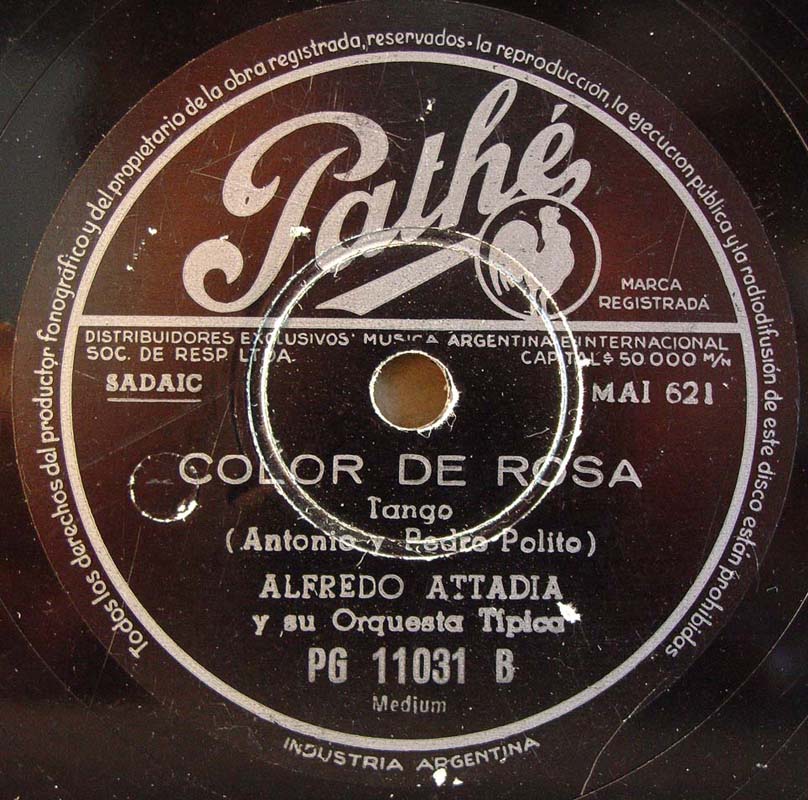 Todos los derechos del productor fonográfico y del propietario de la obra registrada, reservados · la reproducción, la ejecución pública y la radiodifusión de este disco están prohibidas
Pathé
MARCA
REGISTRADA
DISTRIBUIDORES EXCLUSIVOS MUSICA ARGENTINA E INTERNACIONAL
SOC. DE RESP. LTDA. CAPITAL $ 50.000 M/N
SADAIC MAI 621
COLOR DE ROSA
Tango
(Antonio y Pedro Polito)
ALFREDO ATTADIA
y su Orquesta Típica
PG 11031 B
Medium
INDUSTRIA ARGENTINA